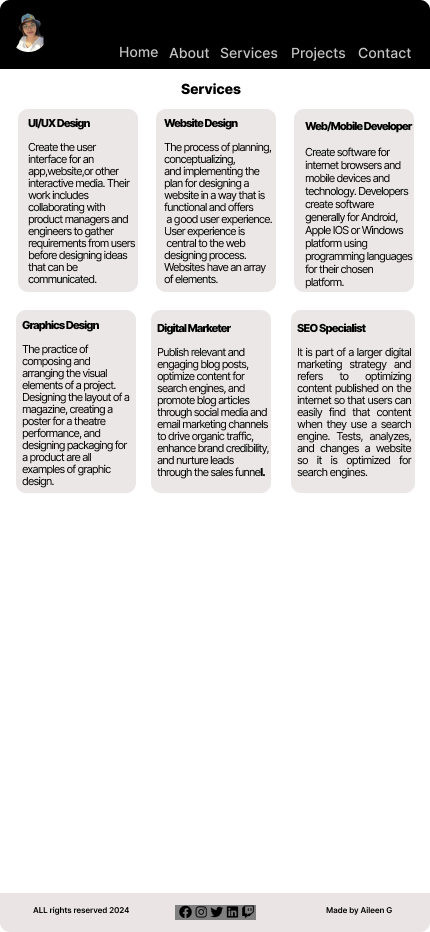 Home About Services Projects Contact
Services
UI/UX Design
Create the user
interface for an
app,website,or other
interactive media. Their
work includes
collaborating with
product managers and
engineers to gather
requirements from users
before designing ideas
that can be
communicated.
Website Design
The process of planning,
conceptualizing,
and implementing the
plan for designing a
website in a way that is
functional and offers
a good user experience.
User experience is
central to the web
designing process.
Websites have an array
of elements.
Web/Mobile Developer
Create software for
internet browsers and
mobile devices and
technology. Developers
create software
generally for Android,
Apple IOS or Windows
platform using
programming languages
for their chosen
platform.
Graphics Design
The practice of
composing and
arranging the visual
elements of a project.
Designing the layout of a
magazine, creating a
poster for a theatre
performance, and
designing packaging for
a product are all
examples of graphic
design.
Digital Marketer
Publish relevant and
engaging blog posts,
optimize content for
search engines, and
promote blog articles
through social media and
email marketing channels
to drive organic traffic,
enhance brand credibility,
and nurture leads
through the sales funnel.
SEO Specialist
It is part of a larger digital
marketing strategy and
refers to optimizing
content published on the
internet so that users can
easily find that content
when they use a search
engine. Tests, analyzes,
and changes a website
so it is optimized for
search engines.
ALL rights reserved 2024
Made by Aileen G